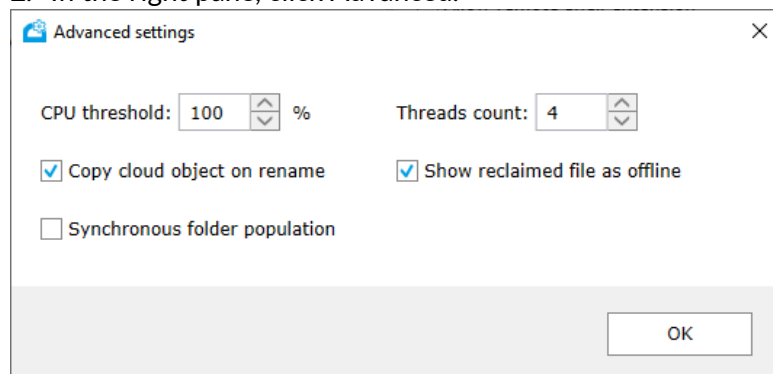 Advanced settings
CPU threshold: 100 % Threads count: 4
Copy cloud object on rename Show reclaimed file as offline
Synchronous folder population
OK